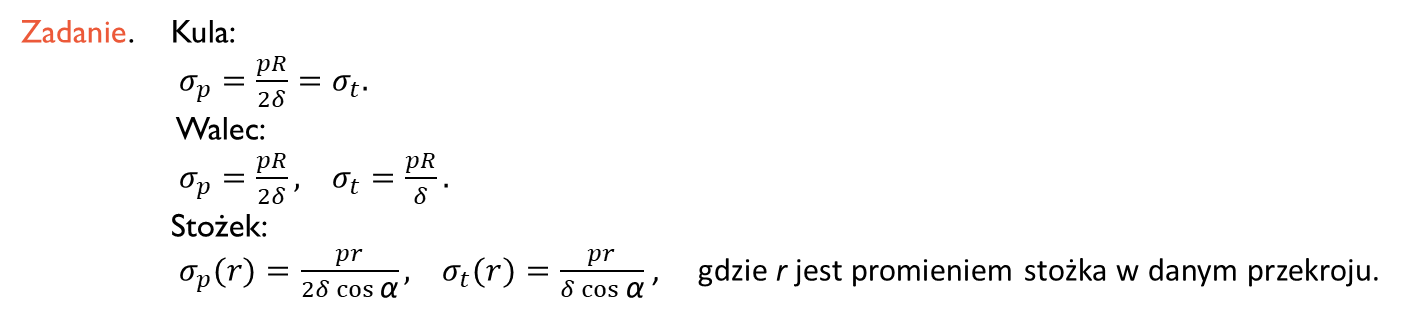 Zadanie. Kula:
σ_p = pR/2δ = σ_t.
Walec:
σ_p = pR/2δ, σ_t = pR/δ.
Stożek:
σ_p(r) = pr/2δ cos α, σ_t(r) = pr/δ cos α, gdzie r jest promieniem stożka w danym przekroju.